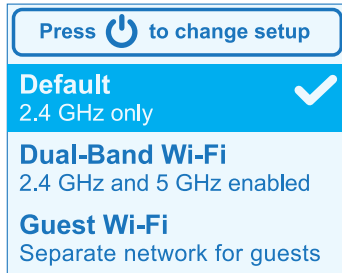 Press to change setup
Default
2.4 GHz only
Dual-Band Wi-Fi
2.4 GHz and 5 GHz enabled
Guest Wi-Fi
Separate network for guests